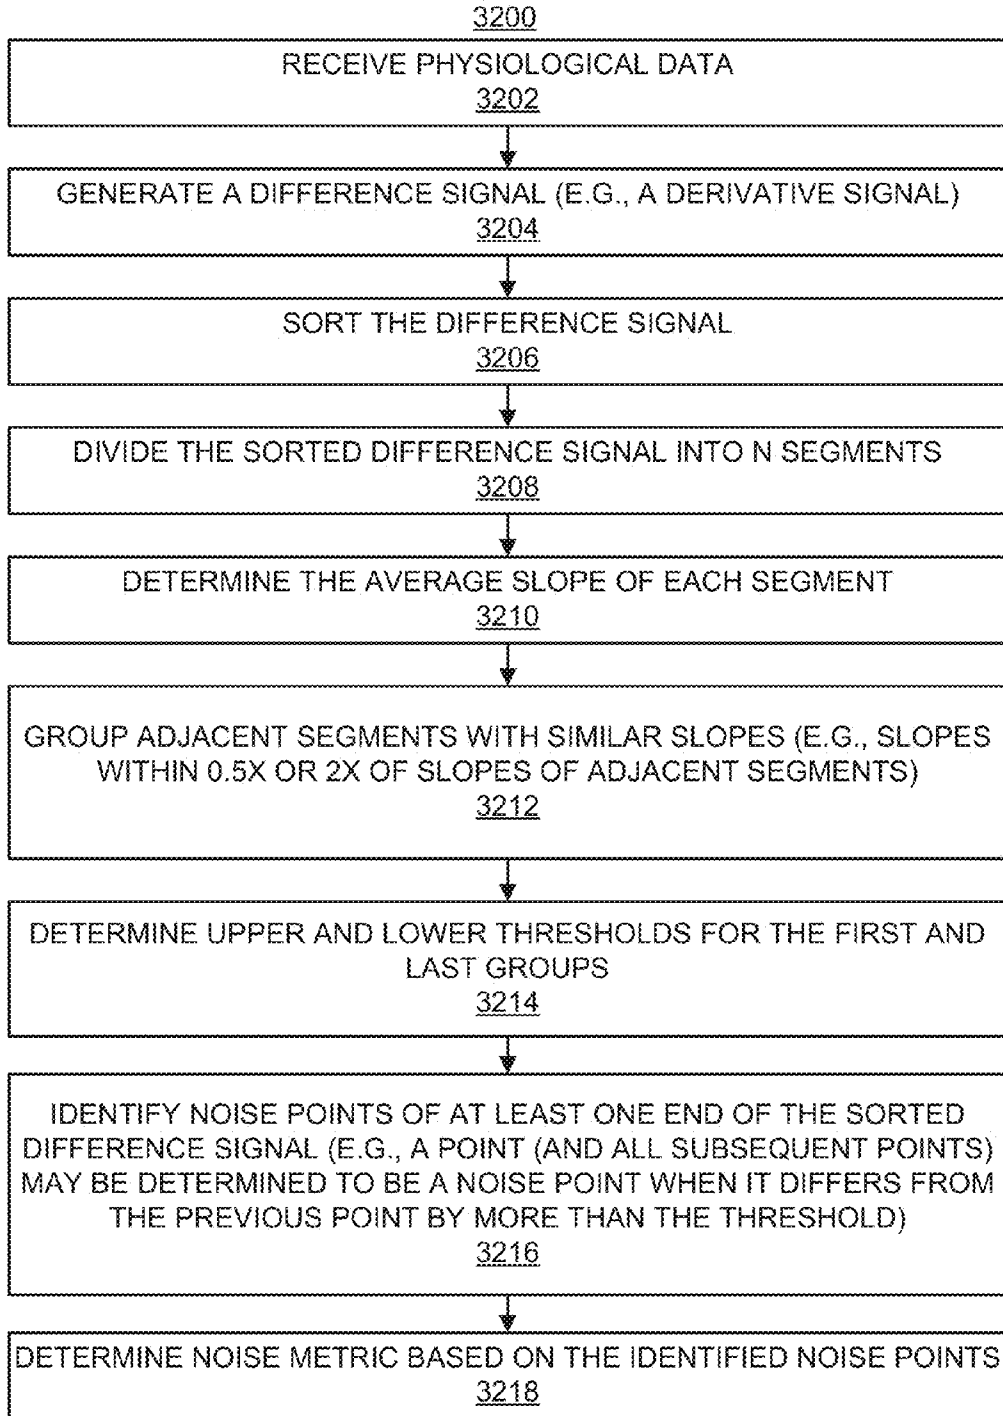 3200
RECEIVE PHYSIOLOGICAL DATA
3202
GENERATE A DIFFERENCE SIGNAL (E.G., A DERIVATIVE SIGNAL)
3204
SORT THE DIFFERENCE SIGNAL
3206
DIVIDE THE SORTED DIFFERENCE SIGNAL INTO N SEGMENTS
3208
DETERMINE THE AVERAGE SLOPE OF EACH SEGMENT
3210
GROUP ADJACENT SEGMENTS WITH SIMILAR SLOPES (E.G., SLOPES
WITHIN 0.5X OR 2X OF SLOPES OF ADJACENT SEGMENTS)
3212
DETERMINE UPPER AND LOWER THRESHOLDS FOR THE FIRST AND
LAST GROUPS
3214
IDENTIFY NOISE POINTS OF AT LEAST ONE END OF THE SORTED
DIFFERENCE SIGNAL (E.G., A POINT (AND ALL SUBSEQUENT POINTS)
MAY BE DETERMINED TO BE A NOISE POINT WHEN IT DIFFERS FROM
THE PREVIOUS POINT BY MORE THAN THE THRESHOLD)
3216
DETERMINE NOISE METRIC BASED ON THE IDENTIFIED NOISE POINTS
3218